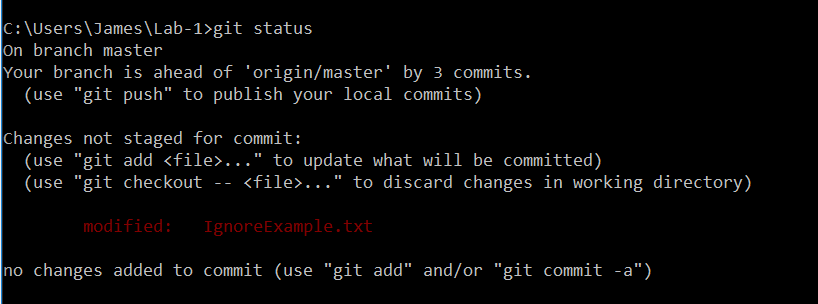 C:\Users\James\Lab-1>git status
On branch master
Your branch is ahead of 'origin/master' by 3 commits.
  (use "git push" to publish your local commits)
Changes not staged for commit:
  (use "git add <file>..." to update what will be committed)
  (use "git checkout -- <file>..." to discard changes in working directory)
        modified:   IgnoreExample.txt
no changes added to commit (use "git add" and/or "git commit -a")